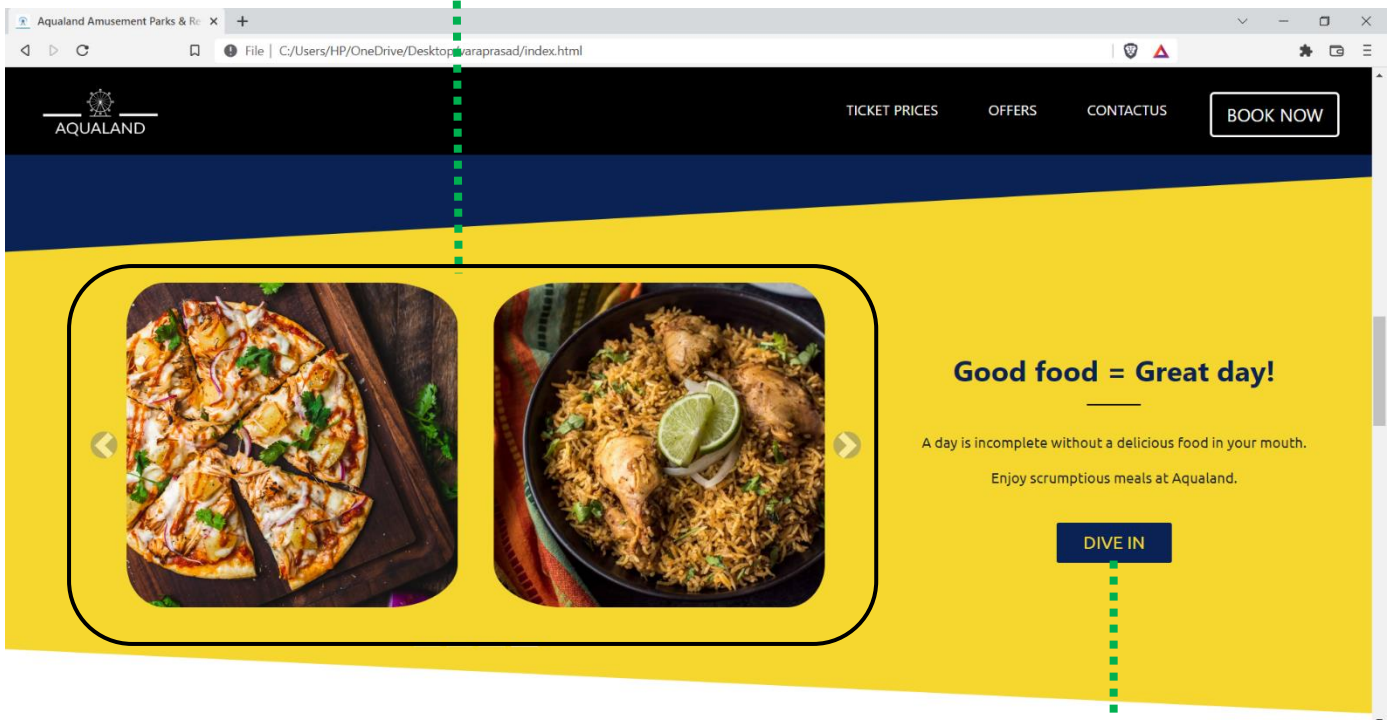 Aqualand Amusement Parks & Re
File | C:/Users/HP/OneDrive/Desktop/varaprasad/index.html
AQUALAND
TICKET PRICES
OFFERS
CONTACTUS
BOOK NOW
Good food = Great day!
A day is incomplete without a delicious food in your mouth.
Enjoy scrumptious meals at Aqualand.
DIVE IN